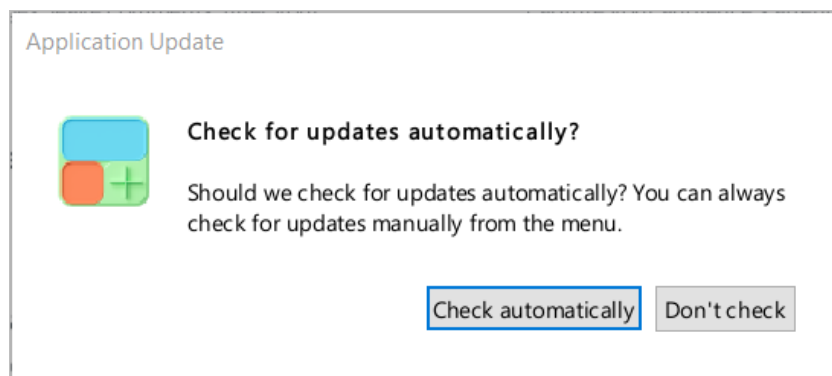 Application Update
Check for updates automatically?
Should we check for updates automatically? You can always
check for updates manually from the menu.
Check automatically
Don't check